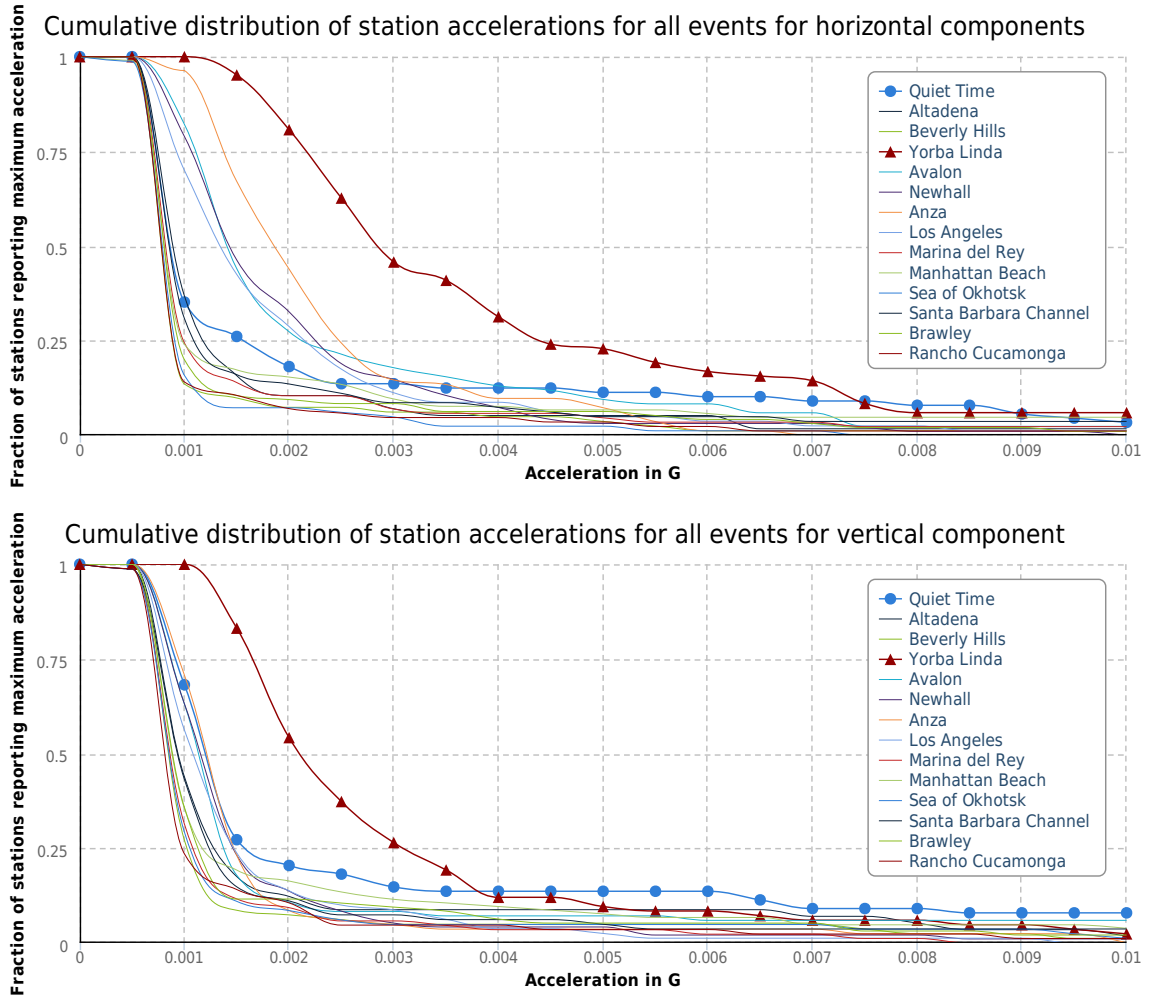 Cumulative distribution of station accelerations for all events for horizontal components
Fraction of stations reporting maximum acceleration
1
0.75
0.5
0.25
0
0
0.001
0.002
0.003
0.004
0.005
0.006
0.007
0.008
0.009
0.01
Acceleration in G
Quiet Time
Altadena
Beverly Hills
Yorba Linda
Avalon
Newhall
Anza
Los Angeles
Marina del Rey
Manhattan Beach
Sea of Okhotsk
Santa Barbara Channel
Brawley
Rancho Cucamonga
Cumulative distribution of station accelerations for all events for vertical component
Fraction of stations reporting maximum acceleration
1
0.75
0.5
0.25
0
0
0.001
0.002
0.003
0.004
0.005
0.006
0.007
0.008
0.009
0.01
Acceleration in G
Quiet Time
Altadena
Beverly Hills
Yorba Linda
Avalon
Newhall
Anza
Los Angeles
Marina del Rey
Manhattan Beach
Sea of Okhotsk
Santa Barbara Channel
Brawley
Rancho Cucamonga